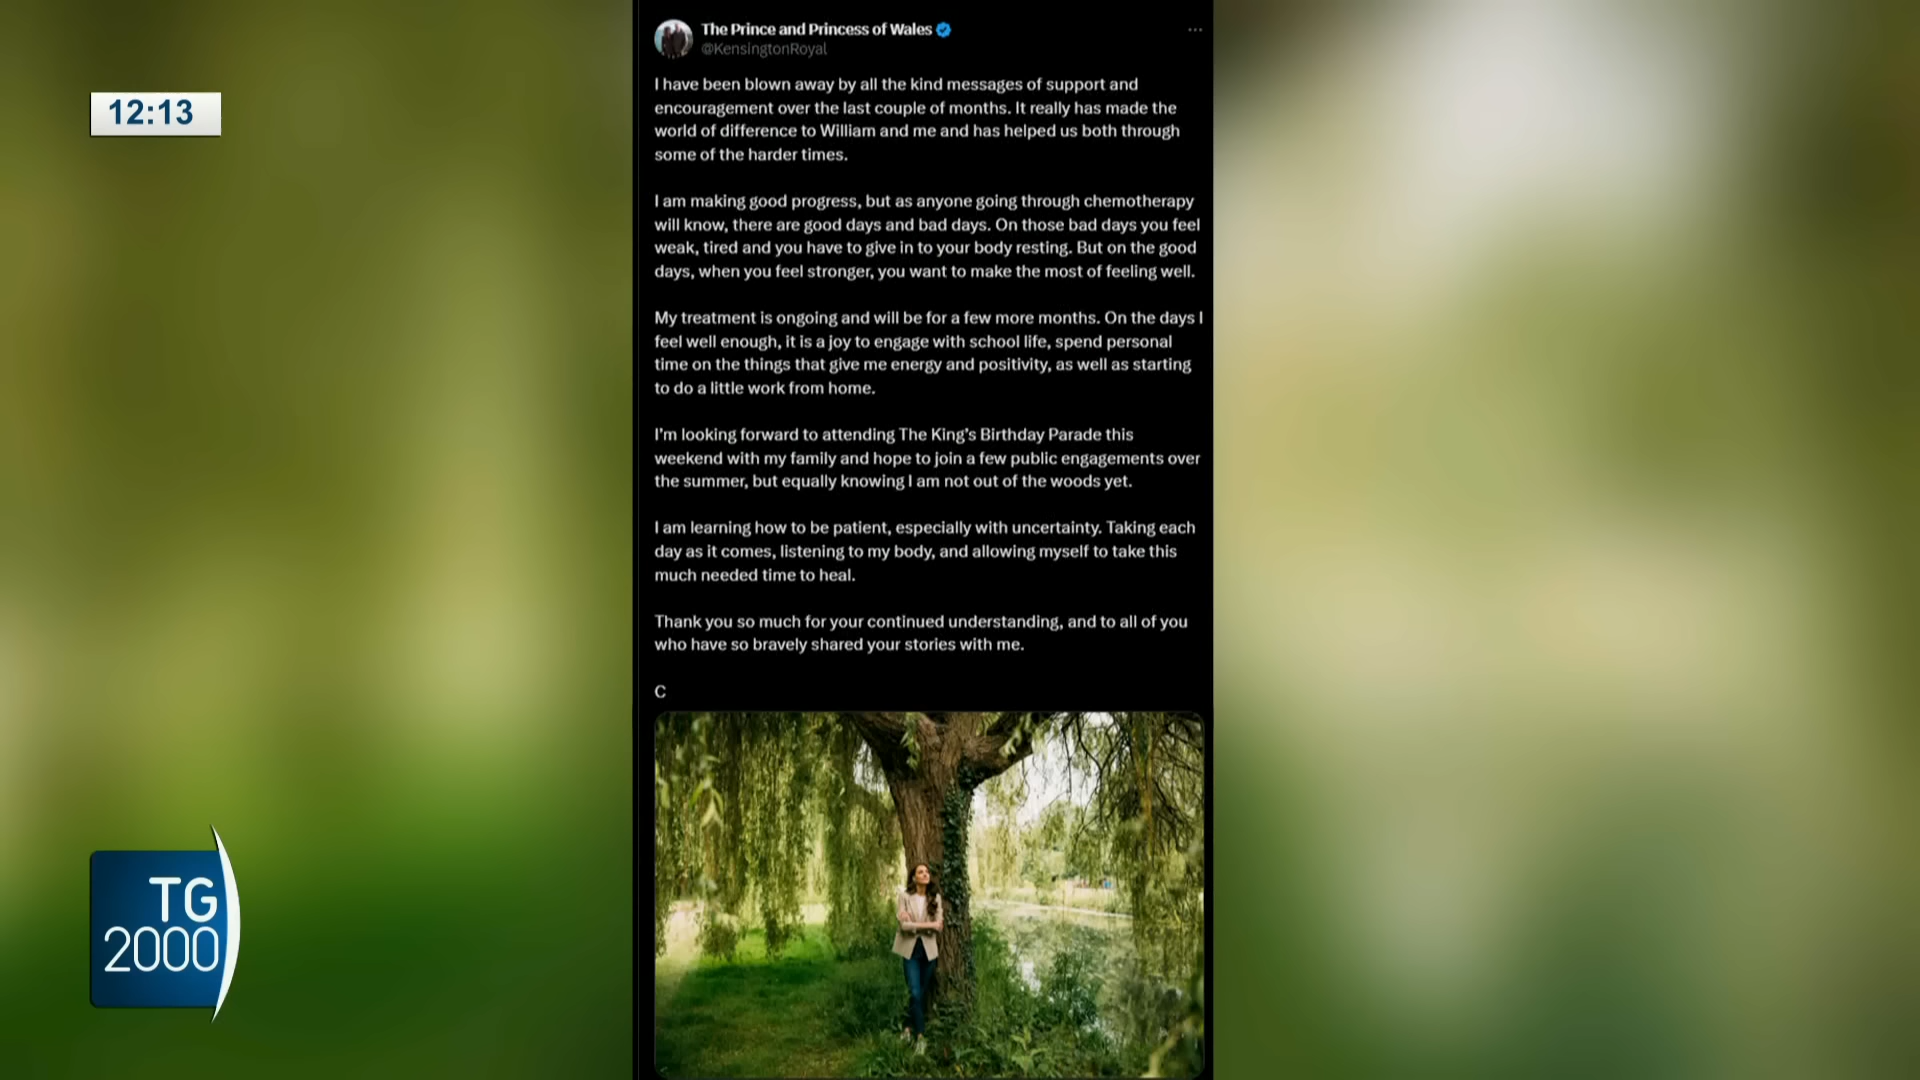 The Prince and Princess of Wales
@KensingtonRoyal
12:13
I have been blown away by all the kind messages of support and
encouragement over the last couple of months. It really has made the
world of difference to William and me and has helped us both through
some of the harder times.
I am making good progress, but as anyone going through chemotherapy
will know, there are good days and bad days. On those bad days you feel
weak, tired and you have to give in to your body resting. But on the good
days, when you feel stronger, you want to make the most of feeling well.
My treatment is ongoing and will be for a few more months. On the days I
feel well enough, it is a joy to engage with school life, spend personal
time on the things that give me energy and positivity, as well as starting
to do a little work from home.
I'm looking forward to attending The King's Birthday Parade this
weekend with my family and hope to join a few public engagements over
the summer, but equally knowing I am not out of the woods yet.
I am learning how to be patient, especially with uncertainty. Taking each
day as it comes, listening to my body, and allowing myself to take this
much needed time to heal.
Thank you so much for your continued understanding, and to all of you
who have so bravely shared your stories with me.
C
TG
2000